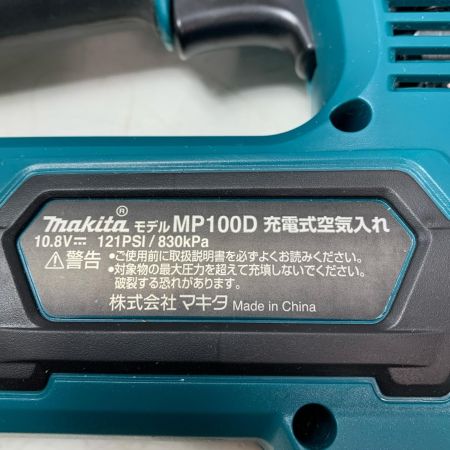 makita® モデル MP100D 充電式空気入れ
10.8V⎓ 121PSI / 830kPa
⚠警告 •ご使用前に取扱説明書を必ずよくお読みください。
•対象物の最大圧力を超えて充填しないでください。
破裂する恐れがあります。
株式会社 マキタ Made in China